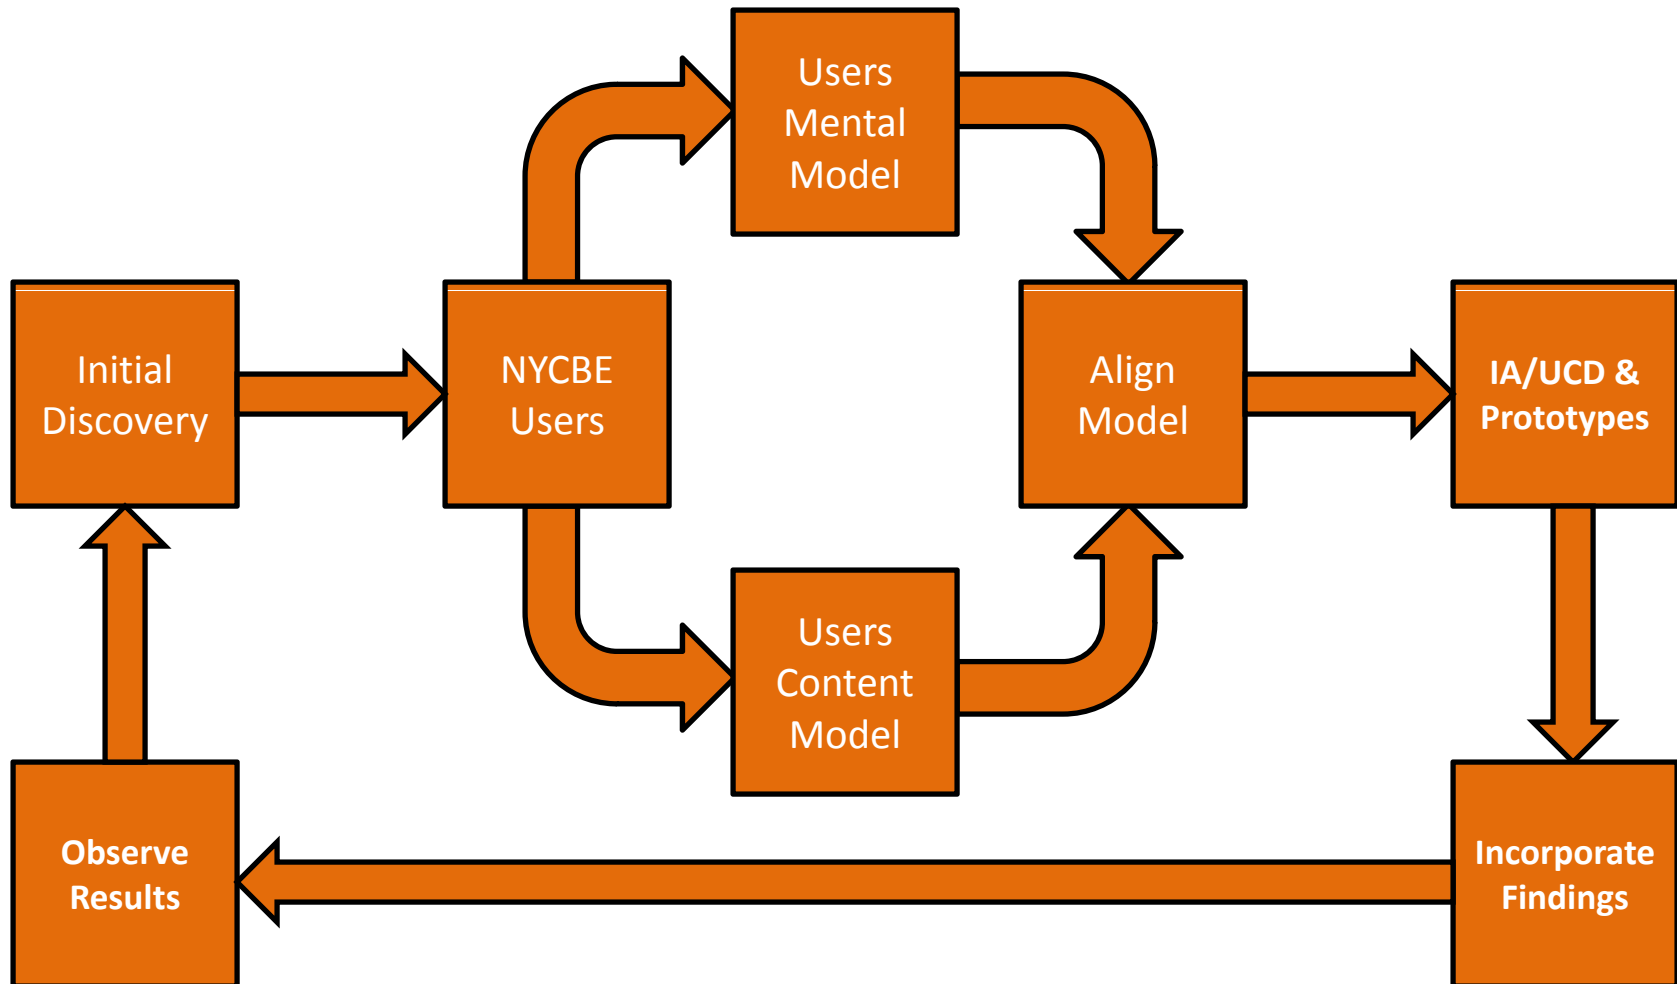 Users
Mental
Model
Initial
Discovery
NYCBE
Users
Align
Model
IA/UCD &
Prototypes
Users
Content
Model
Observe
Results
Incorporate
Findings